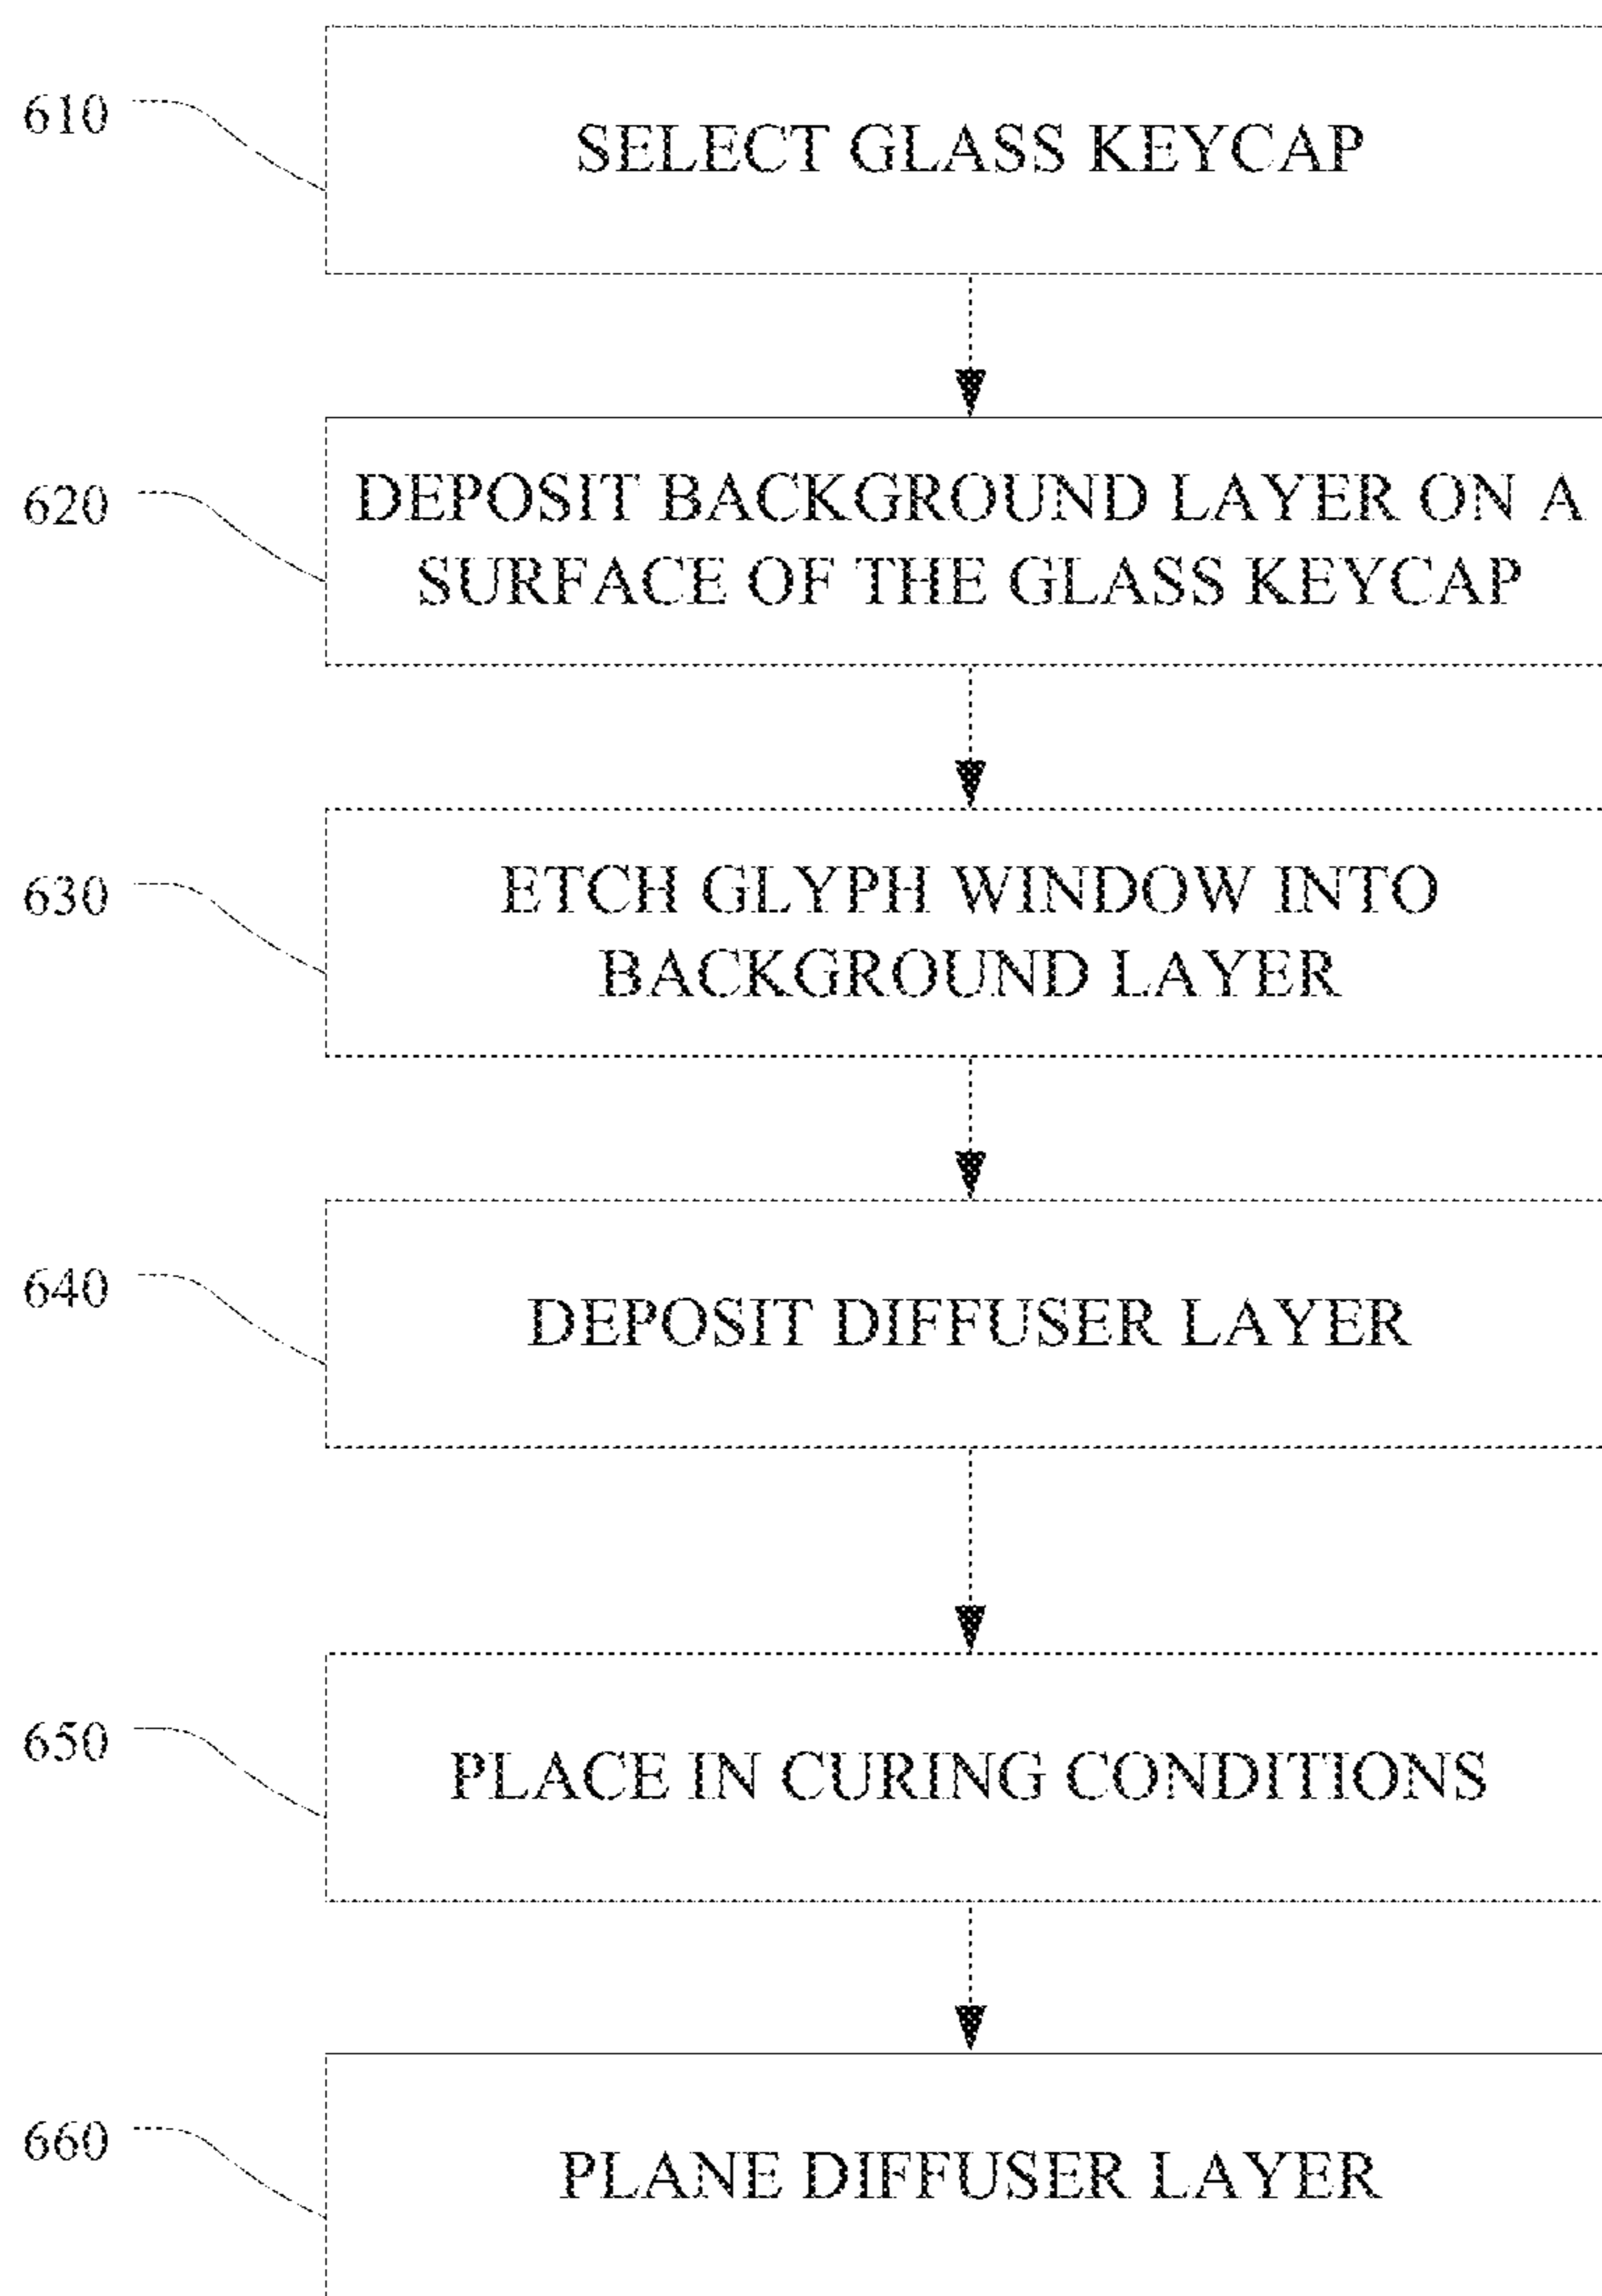 610
SELECT GLASS KEYCAP
620
DEPOSIT BACKGROUND LAYER ON A
SURFACE OF THE GLASS KEYCAP
630
ETCH GLYPH WINDOW INTO
BACKGROUND LAYER
640
DEPOSIT DIFFUSER LAYER
650
PLACE IN CURING CONDITIONS
660
PLANE DIFFUSER LAYER